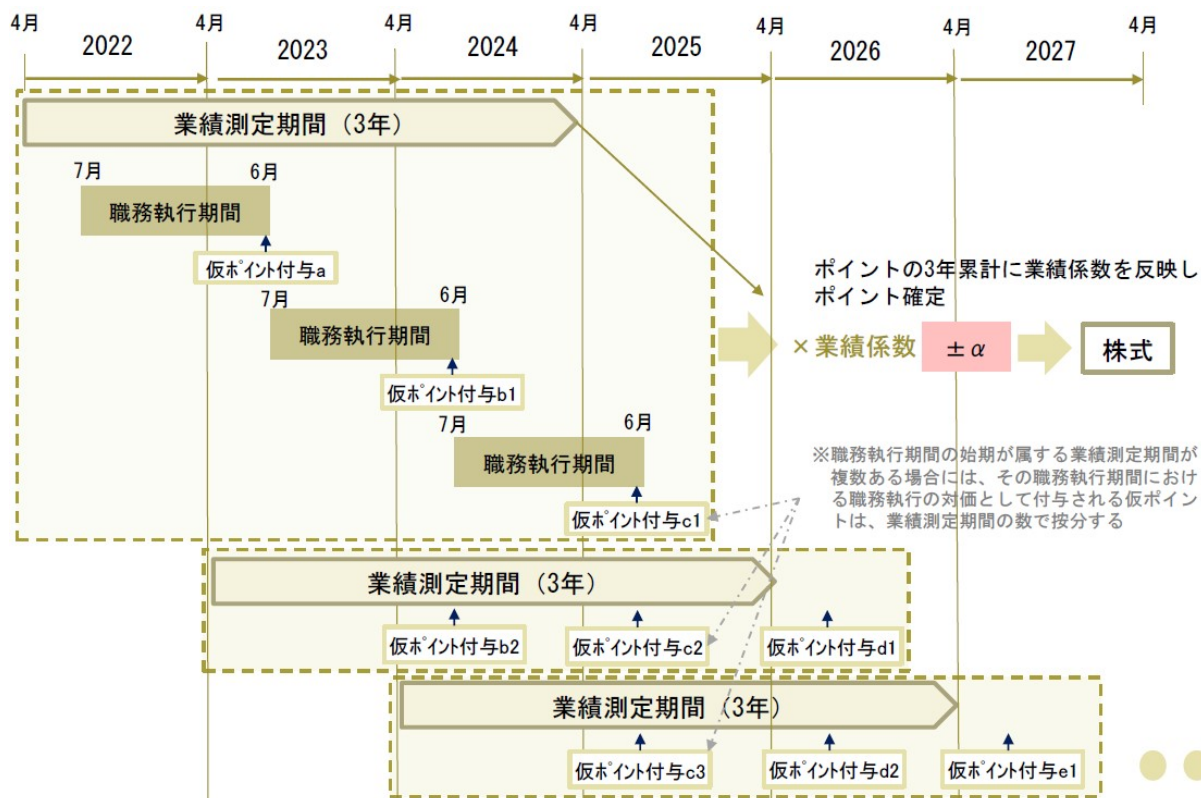 4月 4月 4月 4月 4月 4月 4月
2022 2023 2024 2025 2026 2027
業績測定期間（3年）
7月 6月
職務執行期間
仮ﾎﾟｲﾝﾄ付与a
7月 6月
職務執行期間
仮ﾎﾟｲﾝﾄ付与b1
7月 6月
職務執行期間
仮ﾎﾟｲﾝﾄ付与c1
ポイントの3年累計に業績係数を反映し
ポイント確定
×業績係数 ±α 株式
※職務執行期間の始期が属する業績測定期間が
複数ある場合には、その職務執行期間におけ
る職務執行の対価として付与される仮ポイン
トは、業績測定期間の数で按分する
業績測定期間（3年）
仮ﾎﾟｲﾝﾄ付与b2 仮ﾎﾟｲﾝﾄ付与c2 仮ﾎﾟｲﾝﾄ付与d1
業績測定期間（3年）
仮ﾎﾟｲﾝﾄ付与c3 仮ﾎﾟｲﾝﾄ付与d2 仮ﾎﾟｲﾝﾄ付与e1